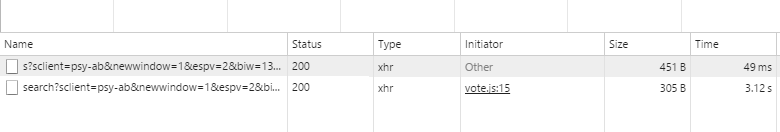 Name Status Type Initiator Size Time
s?sclient=psy-ab&newwindow=1&espv=2&biw=13... 200 xhr Other 451 B 49 ms
search?sclient=psy-ab&newwindow=1&espv=2&bi... 200 xhr vote.js:15 305 B 3.12 s